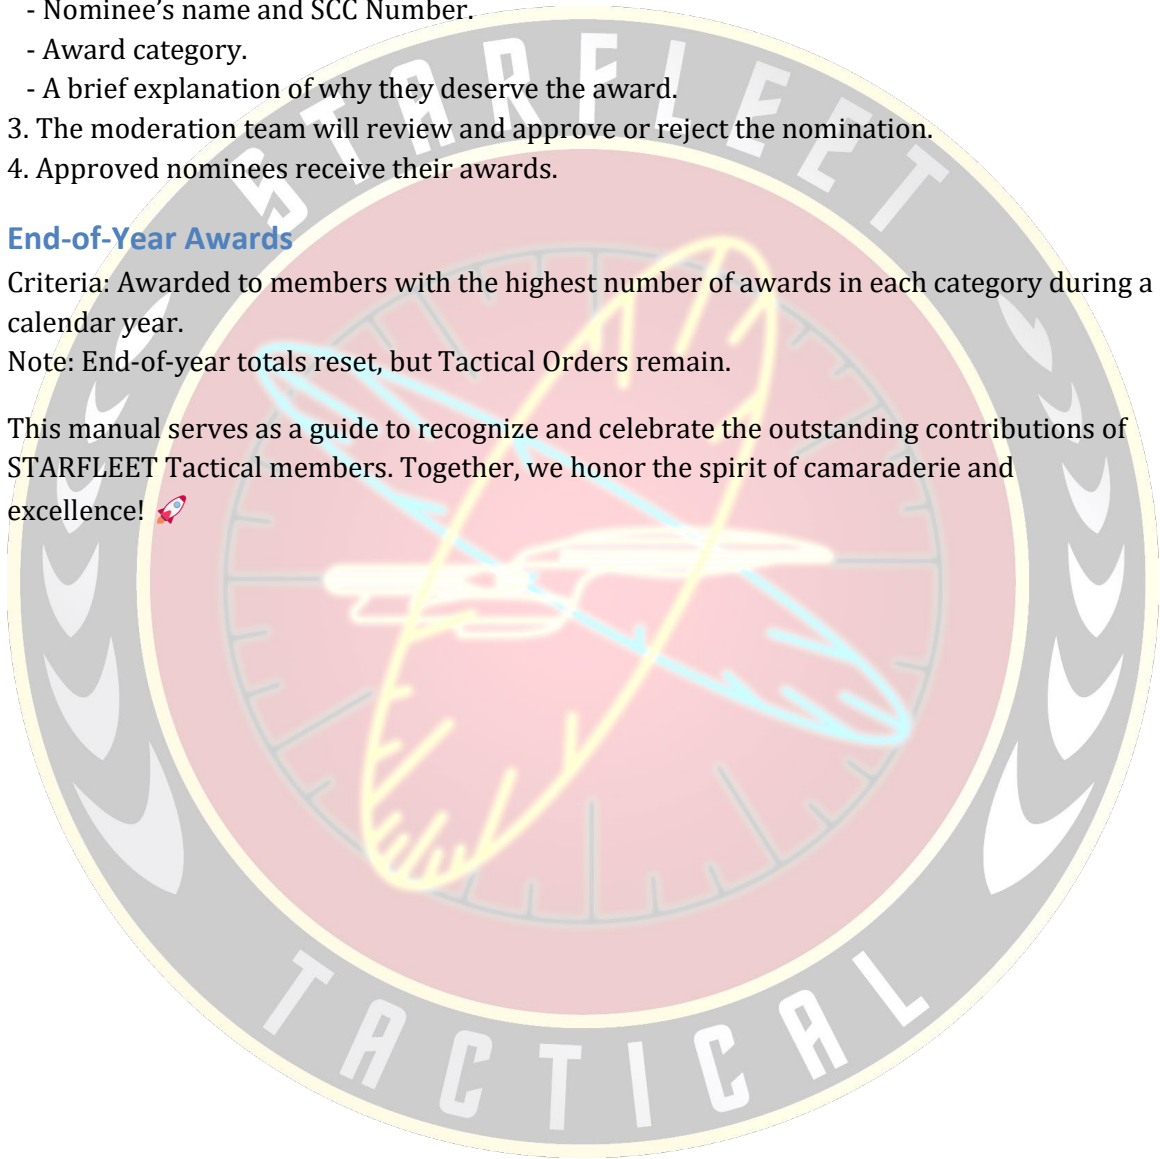 - Nominee’s name and SCC Number.
- Award category.
- A brief explanation of why they deserve the award.
3. The moderation team will review and approve or reject the nomination.
4. Approved nominees receive their awards.
End-of-Year Awards
Criteria: Awarded to members with the highest number of awards in each category during a
calendar year.
Note: End-of-year totals reset, but Tactical Orders remain.
This manual serves as a guide to recognize and celebrate the outstanding contributions of
STARFLEET Tactical members. Together, we honor the spirit of camaraderie and
excellence! 🚀
STARFLEET
TACTICAL